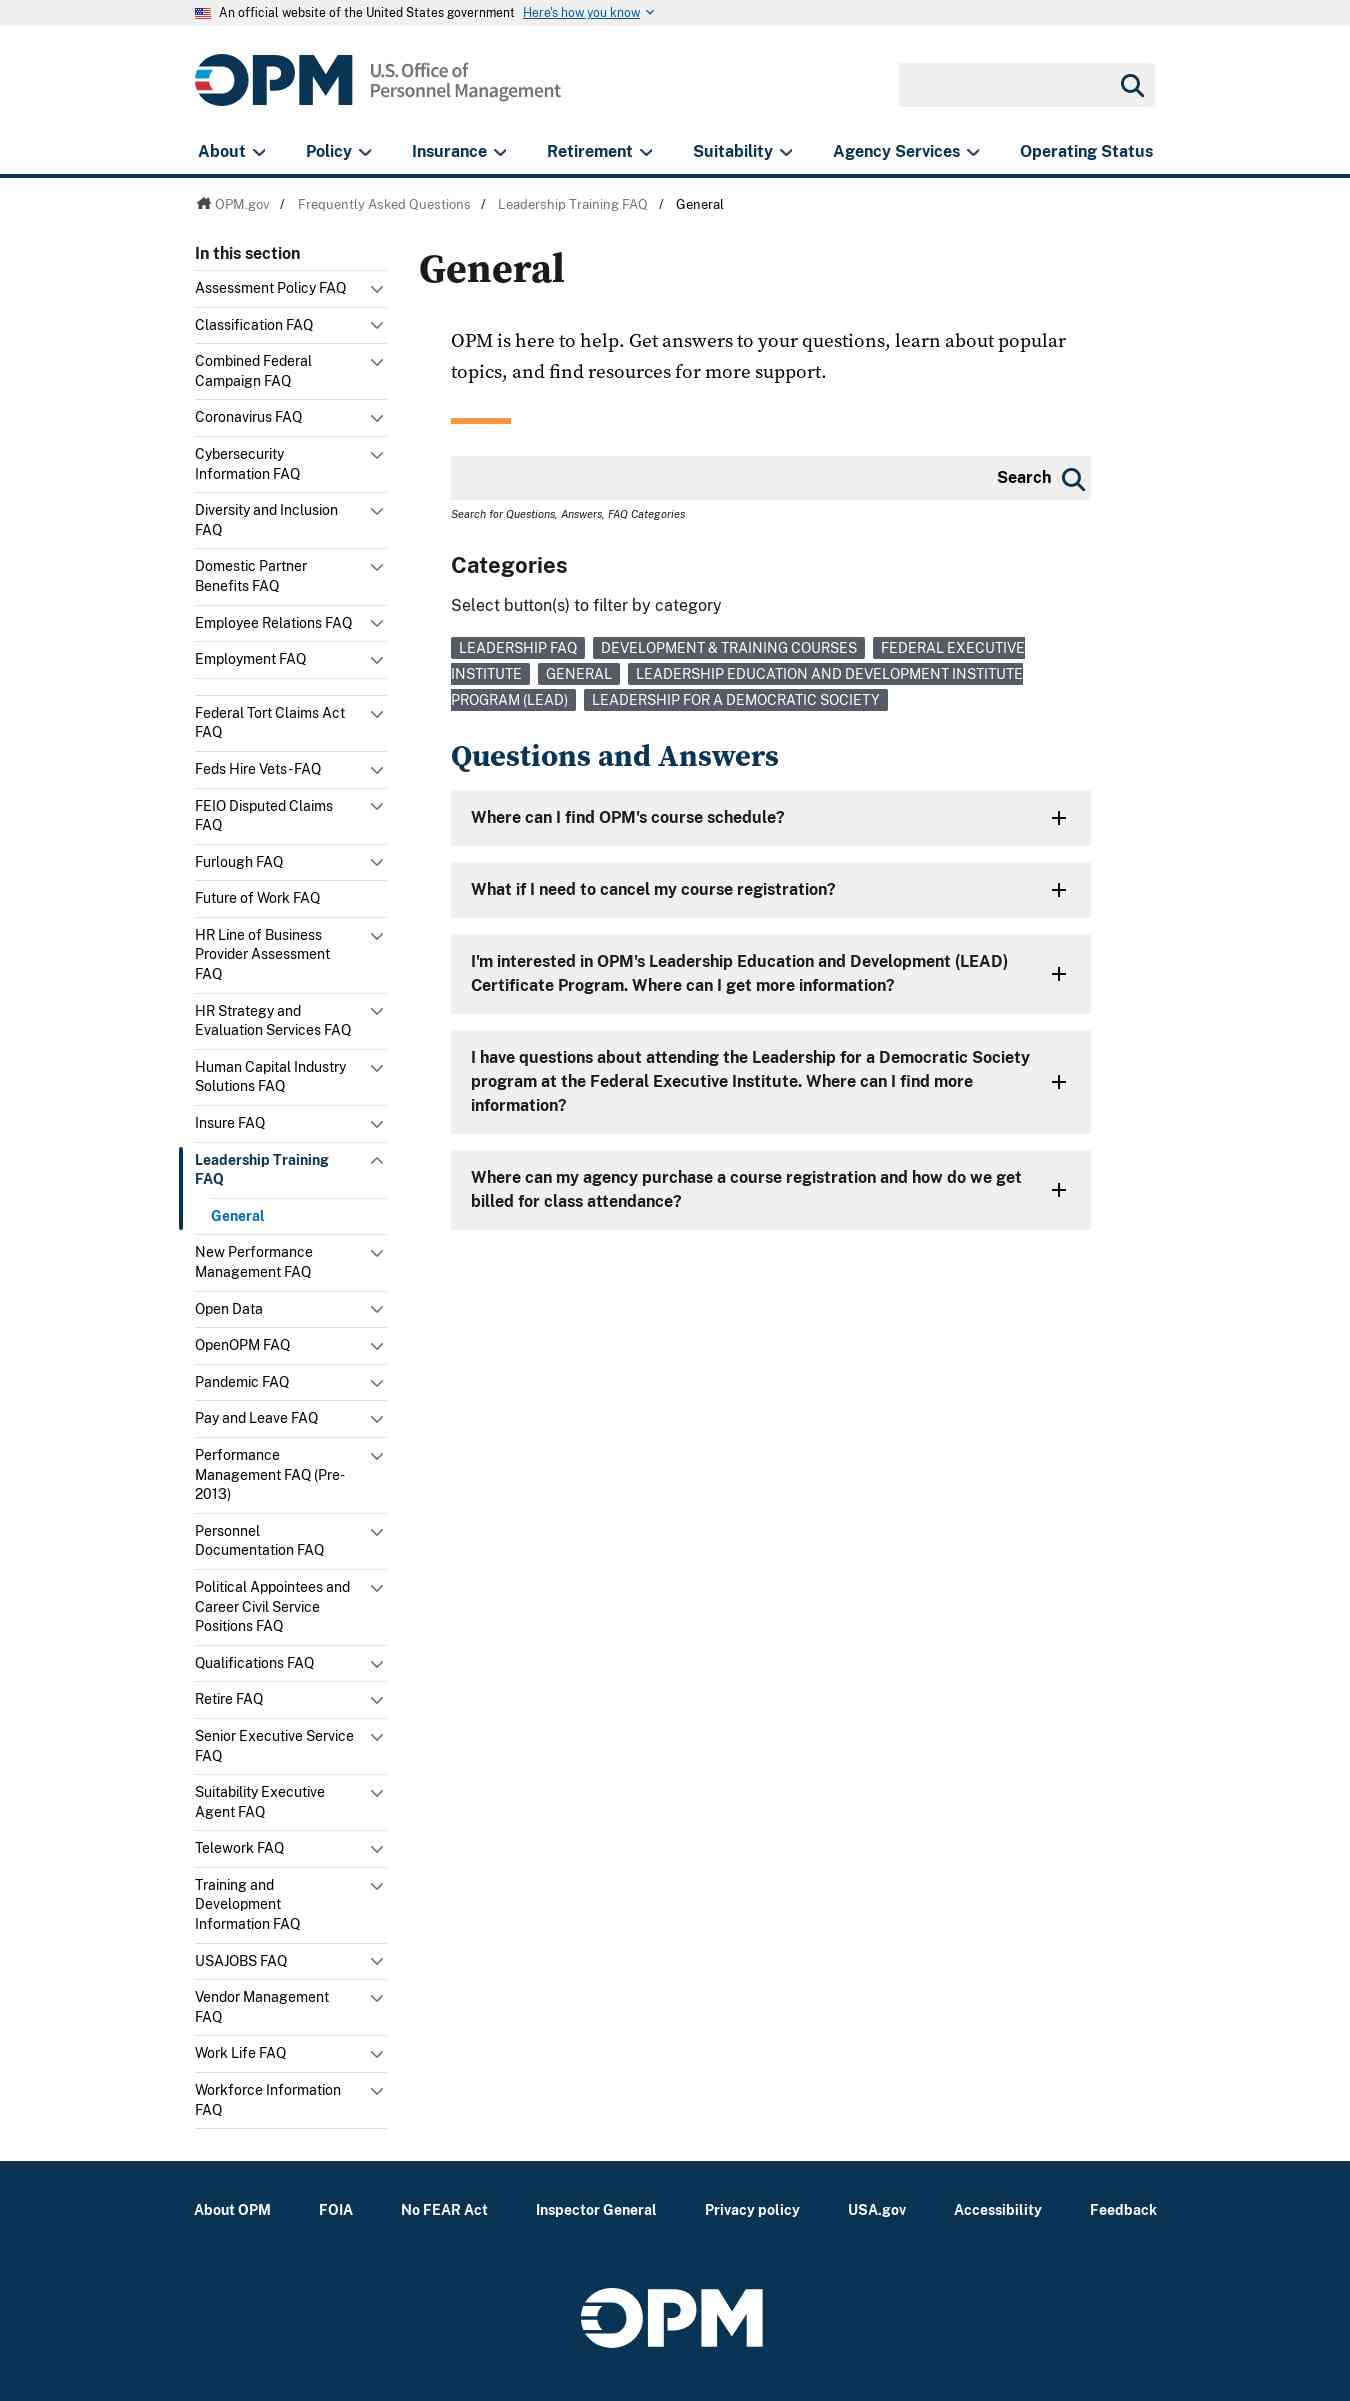 An official website of the United States government Here's how you know
OPM U.S. Office of
Personnel Management
About Policy Insurance Retirement Suitability Agency Services Operating Status
OPM.gov / Frequently Asked Questions / Leadership Training FAQ / General
In this section
Assessment Policy FAQ
Classification FAQ
Combined Federal
Campaign FAQ
Coronavirus FAQ
Cybersecurity
Information FAQ
Diversity and Inclusion
FAQ
Domestic Partner
Benefits FAQ
Employee Relations FAQ
Employment FAQ
Federal Tort Claims Act
FAQ
Feds Hire Vets-FAQ
FEIO Disputed Claims
FAQ
Furlough FAQ
Future of Work FAQ
HR Line of Business
Provider Assessment
FAQ
HR Strategy and
Evaluation Services FAQ
Human Capital Industry
Solutions FAQ
Insure FAQ
Leadership Training
FAQ
General
New Performance
Management FAQ
Open Data
OpenOPM FAQ
Pandemic FAQ
Pay and Leave FAQ
Performance
Management FAQ (Pre-
2013)
Personnel
Documentation FAQ
Political Appointees and
Career Civil Service
Positions FAQ
Qualifications FAQ
Retire FAQ
Senior Executive Service
FAQ
Suitability Executive
Agent FAQ
Telework FAQ
Training and
Development
Information FAQ
USAJOBS FAQ
Vendor Management
FAQ
Work Life FAQ
Workforce Information
FAQ
General
OPM is here to help. Get answers to your questions, learn about popular
topics, and find resources for more support.
Search
Search for Questions, Answers, FAQ Categories
Categories
Select button(s) to filter by category
LEADERSHIP FAQ DEVELOPMENT & TRAINING COURSES FEDERAL EXECUTIVE
INSTITUTE GENERAL LEADERSHIP EDUCATION AND DEVELOPMENT INSTITUTE
PROGRAM (LEAD) LEADERSHIP FOR A DEMOCRATIC SOCIETY
Questions and Answers
Where can I find OPM's course schedule?
What if I need to cancel my course registration?
I'm interested in OPM's Leadership Education and Development (LEAD)
Certificate Program. Where can I get more information?
I have questions about attending the Leadership for a Democratic Society
program at the Federal Executive Institute. Where can I find more
information?
Where can my agency purchase a course registration and how do we get
billed for class attendance?
About OPM FOIA No FEAR Act Inspector General Privacy policy USA.gov Accessibility Feedback
OPM